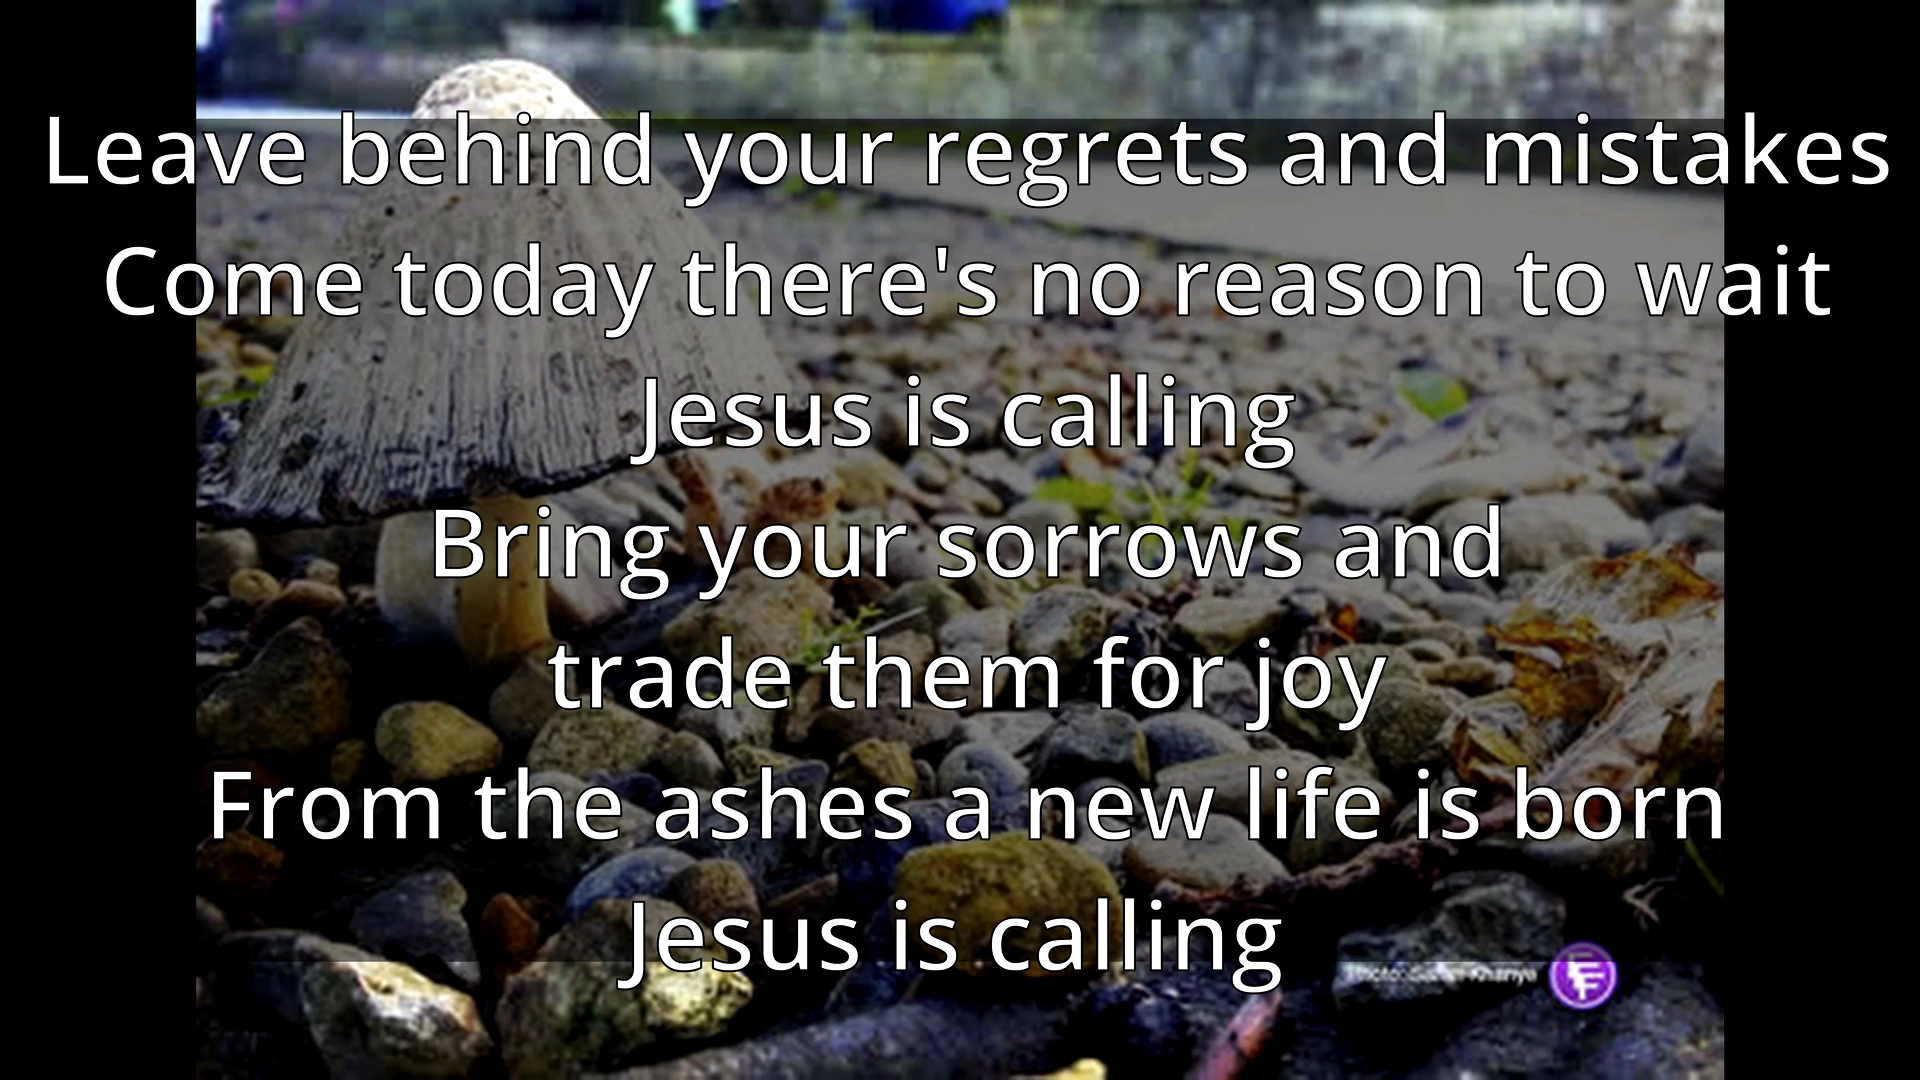 Leave behind your regrets and mistakes
Come today there's no reason to wait
Jesus is calling
Bring your sorrows and
trade them for joy
From the ashes a new life is born
Jesus is calling
Photo: